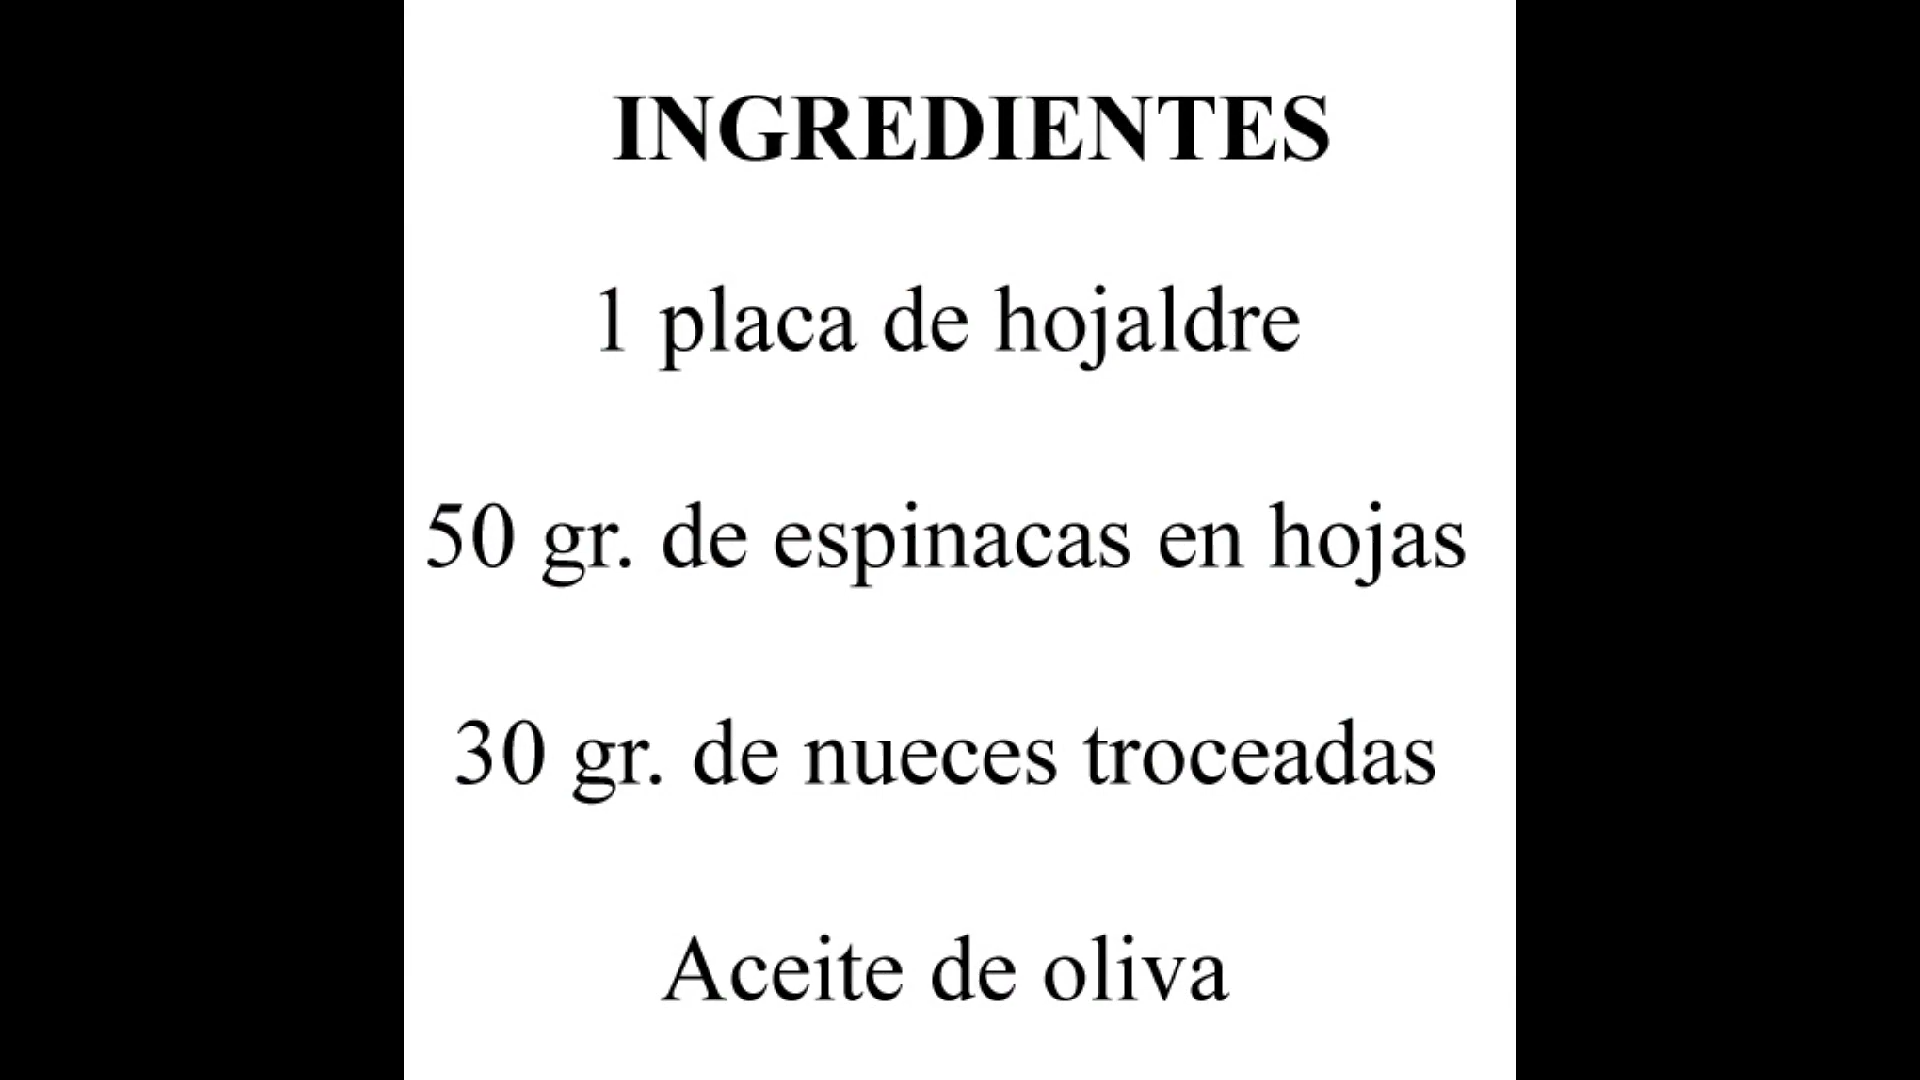 INGREDIENTES
1 placa de hojaldre
50 gr. de espinacas en hojas
30 gr. de nueces troceadas
Aceite de oliva